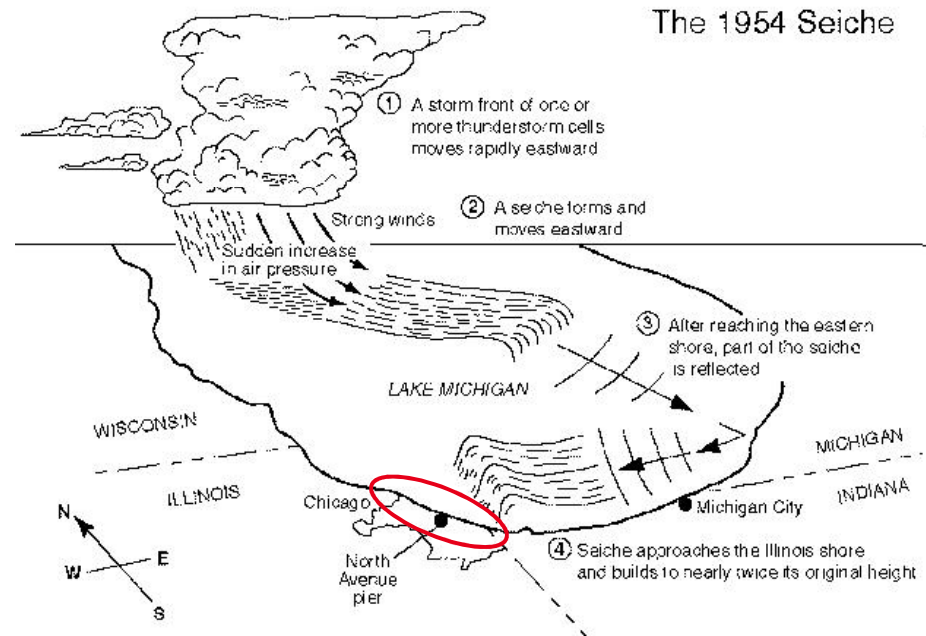 The 1954 Seiche
① A storm front of one or
more thunderstorm cells
moves rapidly eastward
② A seiche forms and
moves eastward
Strong winds
Sudden increase
in air pressure
③ After reaching the eastern
shore, part of the seiche
is reflected
LAKE MICHIGAN
WISCONSIN
MICHIGAN
ILLINOIS
INDIANA
Chicago
Michigan City
N
W
E
S
North
Avenue
pier
④ Seiche approaches the Illinois shore
and builds to nearly twice its original height